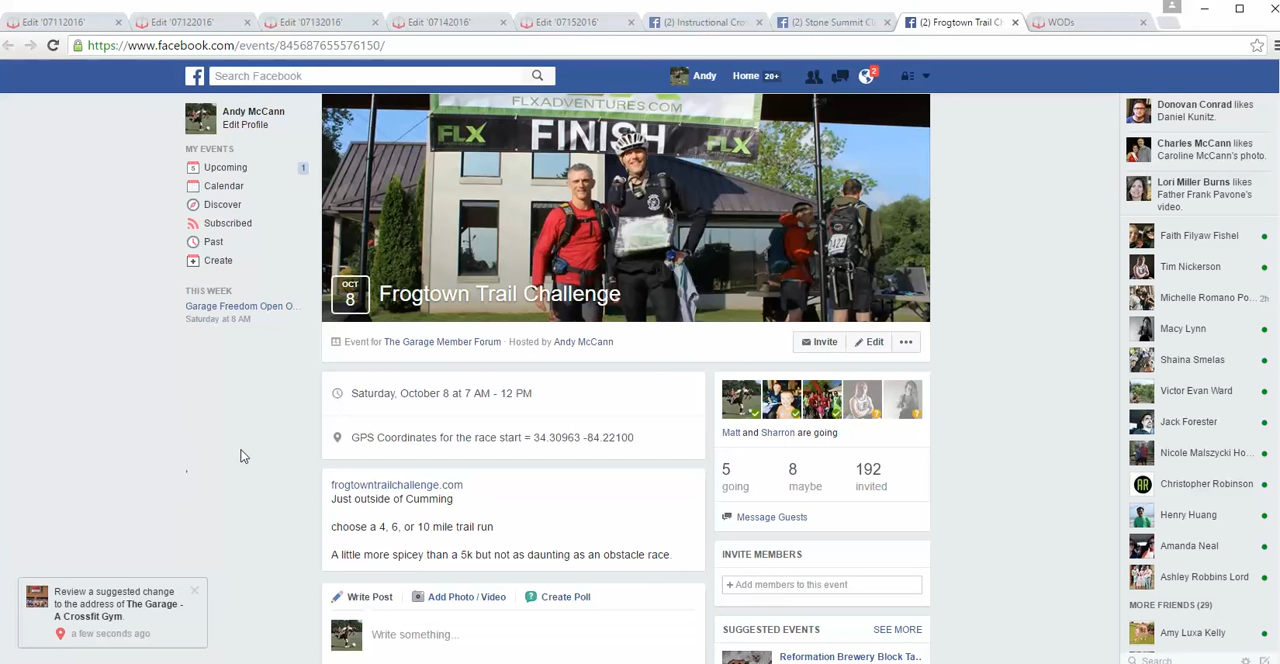 Edit '07112016'
Edit '07122016'
Edit '07132016'
Edit '07142016'
Edit '07152016'
(2) Instructional Cro
(2) Stone Summit Cl
(2) Frogtown Trail Ch
WODs
https://www.facebook.com/events/845687655576150/
Search Facebook
Andy
Home 20+
2
Andy McCann
Edit Profile
MY EVENTS
Upcoming 1
Calendar
Discover
Subscribed
Past
Create
THIS WEEK
Garage Freedom Open O...
Saturday at 8 AM
FLXADVENTURES.COM
FLX FINISH FLX
OCT
8
Frogtown Trail Challenge
Event for The Garage Member Forum · Hosted by Andy McCann
Invite
Edit
Saturday, October 8 at 7 AM - 12 PM
GPS Coordinates for the race start = 34.30963 -84.22100
frogtowntrailchallenge.com
Just outside of Cumming
choose a 4, 6, or 10 mile trail run
A little more spicey than a 5k but not as daunting as an obstacle race.
Write Post
Add Photo / Video
Create Poll
Write something...
Matt and Sharron are going
5 8 192
going maybe invited
Message Guests
INVITE MEMBERS
+ Add members to this event
SUGGESTED EVENTS SEE MORE
Reformation Brewery Block Ta..
Review a suggested change
to the address of The Garage -
A Crossfit Gym.
a few seconds ago
Donovan Conrad likes
Daniel Kunitz.
Charles McCann likes
Caroline McCann's photo.
Lori Miller Burns likes
Father Frank Pavone's
video.
Faith Filyaw Fishel
Tim Nickerson
Michelle Romano Po... 2h
Macy Lynn
Shaina Smelas
Victor Evan Ward
Jack Forester
Nicole Malszycki Ho...
Christopher Robinson
Henry Huang
Amanda Neal
Ashley Robbins Lord
MORE FRIENDS (29)
Amy Luxa Kelly
Search